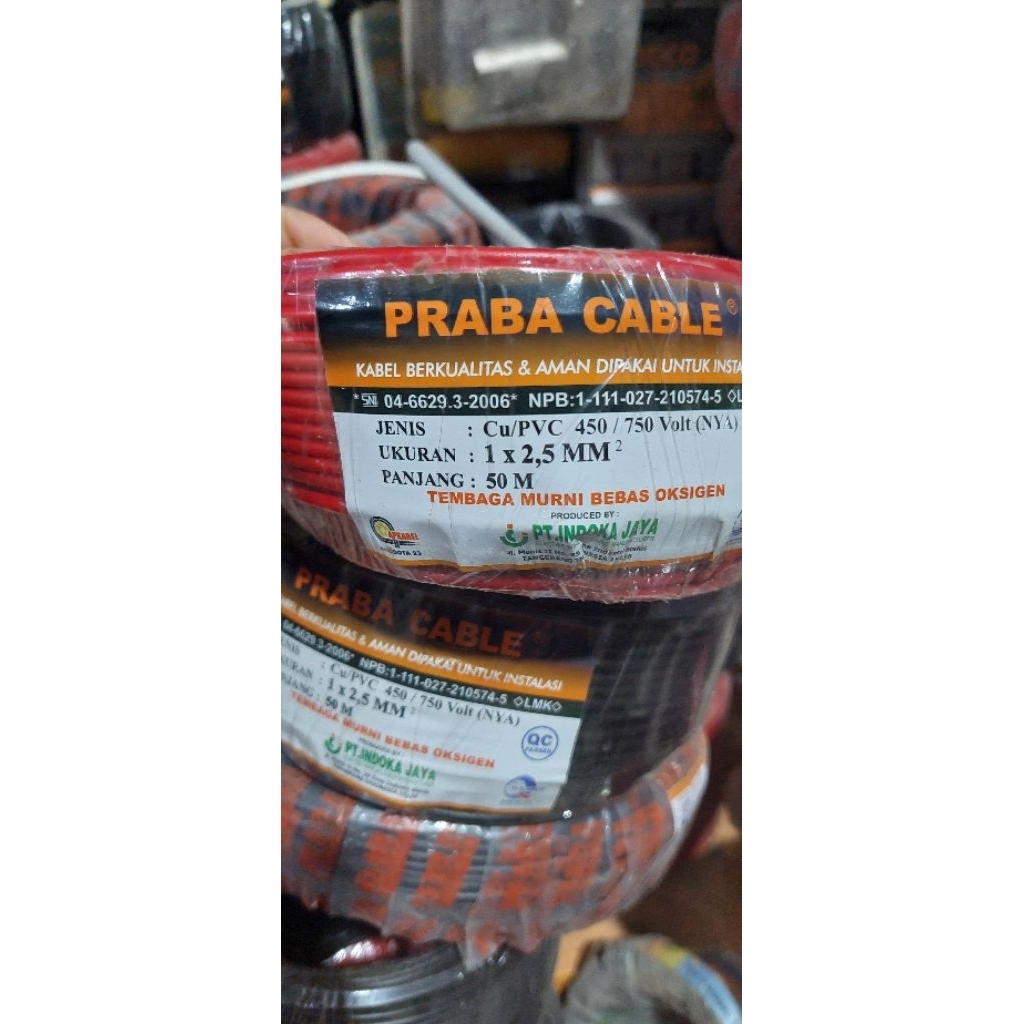 PRABA CABLE®
KABEL BERKUALITAS & AMAN DIPAKAI UNTUK INSTA
*SNI 04-6629.3-2006* NPB:1-111-027-210574-5 ◇L
JENIS : Cu/PVC 450 / 750 Volt (NYA)
UKURAN : 1 x 2,5 MM²
PANJANG : 50 M
TEMBAGA MURNI BEBAS OKSIGEN
PRODUCED BY :
PT.INDOKA JAYA
APKABEL
PRABA CABLE
BERKUALITAS & AMAN DIPAKAI UNTUK INSTALASI
04-6629.3-2006* NPB:1-111-027-210574-5 ◇LMK◇
JENIS : Cu/PVC 450 / 750 Volt (NYA)
: 1 x 2,5 MM²
: 50 M
TEMBAGA MURNI BEBAS OKSIGEN
PT.INDOKA JAYA
QC
PASSED